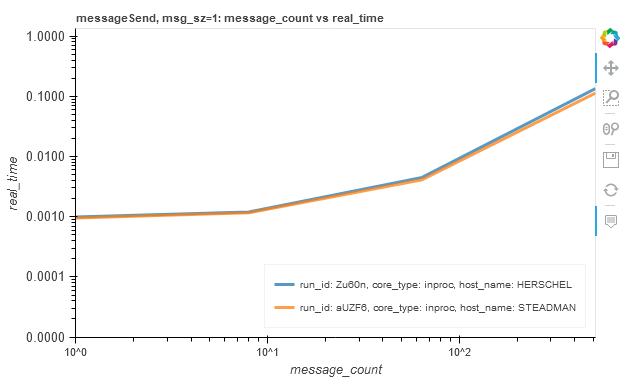 messageSend, msg_sz=1: message_count vs real_time
1.0000
0.1000
0.0100
0.0010
0.0001
0.0000
real_time
run_id: Zu60n, core_type: inproc, host_name: HERSCHEL
run_id: aUZF6, core_type: inproc, host_name: STEADMAN
10^0
10^1
10^2
message_count